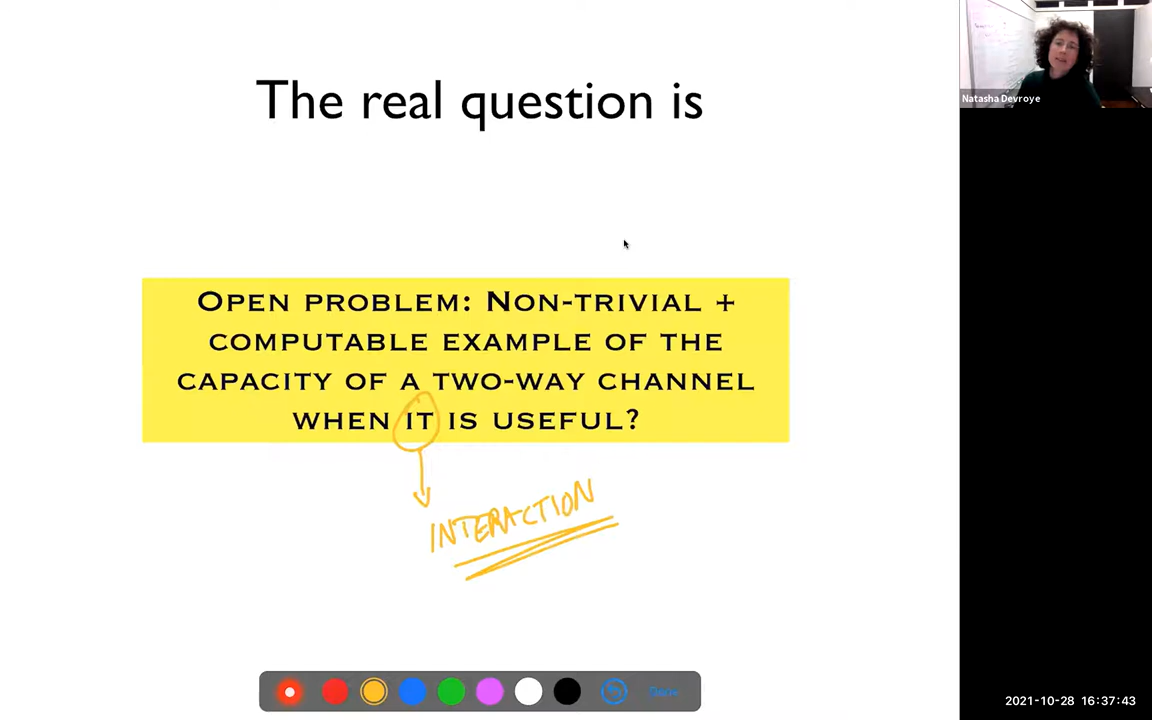 The real question is
Natasha Devroye
OPEN PROBLEM: NON-TRIVIAL +
COMPUTABLE EXAMPLE OF THE
CAPACITY OF A TWO-WAY CHANNEL
WHEN IT IS USEFUL?
INTERACTION
2021-10-28 16:37:43